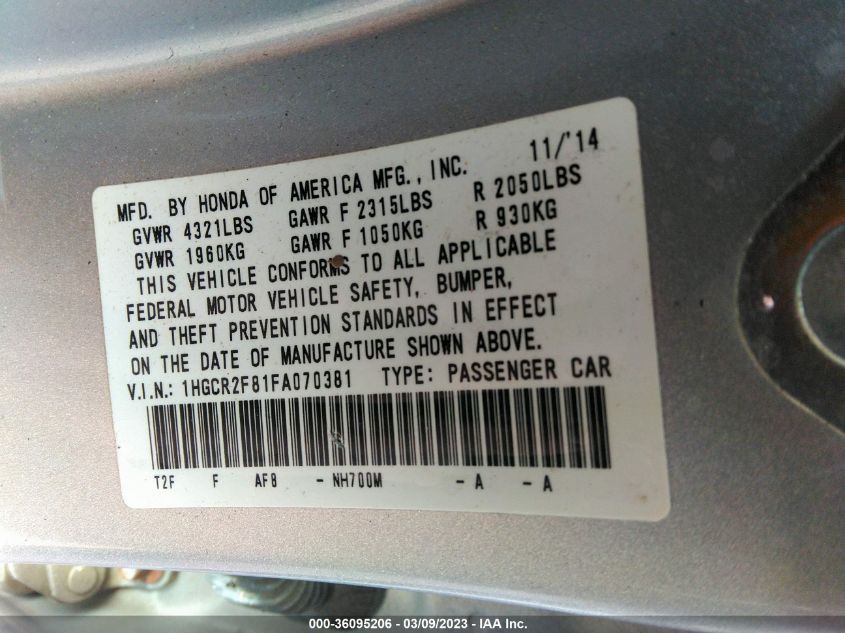 MFD. BY HONDA OF AMERICA MFG., INC. 11/'14
GVWR 4321LBS GAWR F 2315LBS R 2050LBS
GVWR 1960KG GAWR F 1050KG R 930KG
THIS VEHICLE CONFORMS TO ALL APPLICABLE
FEDERAL MOTOR VEHICLE SAFETY, BUMPER,
AND THEFT PREVENTION STANDARDS IN EFFECT
ON THE DATE OF MANUFACTURE SHOWN ABOVE.
V.I.N.: 1HGCR2F81FA070381 TYPE: PASSENGER CAR
T2F F AF8 - NH700M - A - A
000-36095206 - 03/09/2023 - IAA Inc.